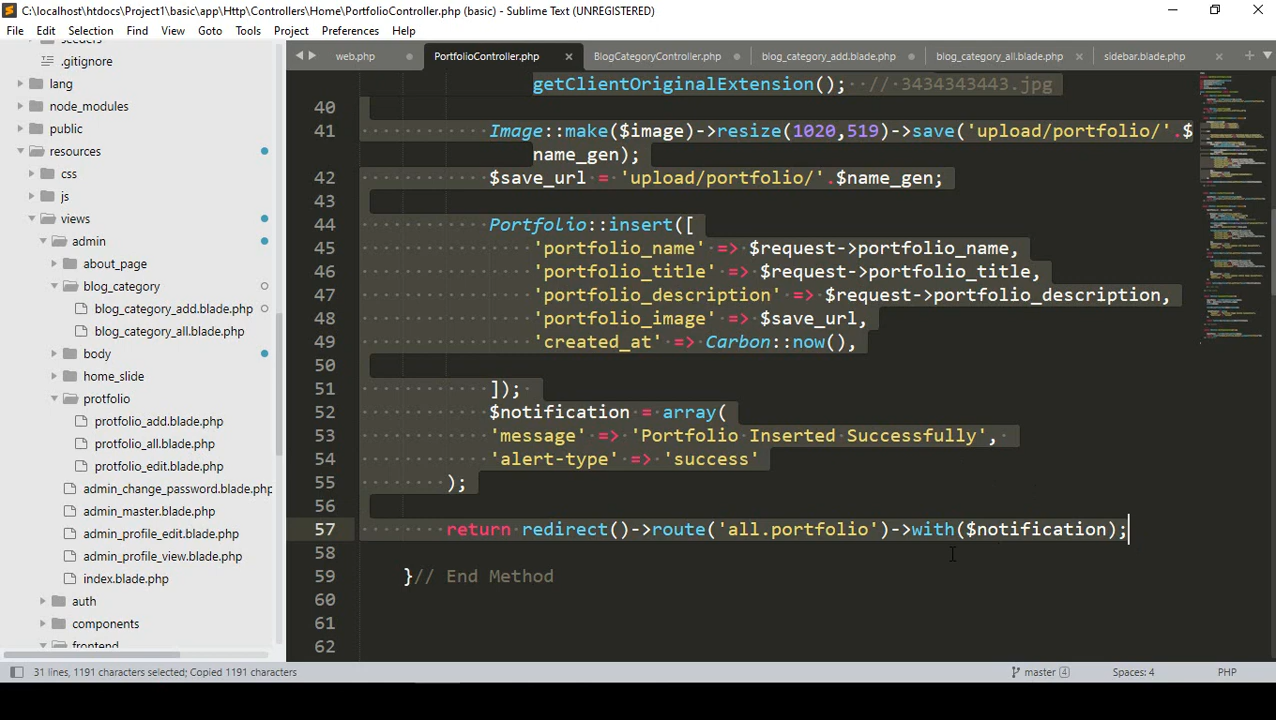 C:\localhost\htdocs\Project1\basic\app\Http\Controllers\Home\PortfolioController.php (basic) - Sublime Text (UNREGISTERED)
File Edit Selection Find View Goto Tools Project Preferences Help
web.php PortfolioController.php BlogCategoryController.php blog_category_add.blade.php blog_category_all.blade.php sidebar.blade.php
.gitignore
lang
node_modules
public
resources
css
js
views
admin
about_page
blog_category
blog_category_add.blade.php
blog_category_all.blade.php
body
home_slide
portfolio
protfolio_add.blade.php
protfolio_all.blade.php
protfolio_edit.blade.php
admin_change_password.blade.php
admin_master.blade.php
admin_profile_edit.blade.php
admin_profile_view.blade.php
index.blade.php
auth
components
frontend
getClientOriginalExtension(); // 3434343443.jpg
40
41 Image::make($image)->resize(1020,519)->save('upload/portfolio/'.$
name_gen);
42 $save_url = 'upload/portfolio/'.$name_gen;
43
44 Portfolio::insert([
45 'portfolio_name' => $request->portfolio_name,
46 'portfolio_title' => $request->portfolio_title,
47 'portfolio_description' => $request->portfolio_description,
48 'portfolio_image' => $save_url,
49 'created_at' => Carbon::now(),
50
51 ]);
52 $notification = array(
53 'message' => 'Portfolio Inserted Successfully',
54 'alert-type' => 'success'
55 );
56
57 return redirect()->route('all.portfolio')->with($notification);
58
59 }// End Method
60
61
62
31 lines, 1191 characters selected; Copied 1191 characters master 4 Spaces: 4 PHP